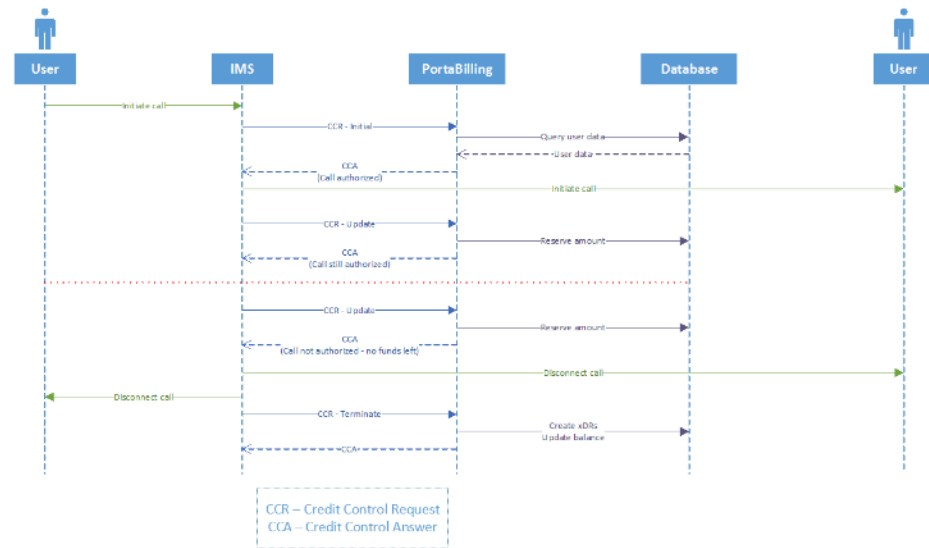 User
IMS
PortaBilling
Database
User
Initiate call
CCR - Initial
Query user data
User data
CCA
(Call authorized)
Initiate call
CCR - Update
Reserve amount
CCA
(Call still authorized)
CCR - Update
Reserve amount
CCA
(Call not authorized - no funds left)
Disconnect call
Disconnect call
CCR - Terminate
Create xDRs
Update balance
CCA
CCR – Credit Control Request
CCA – Credit Control Answer